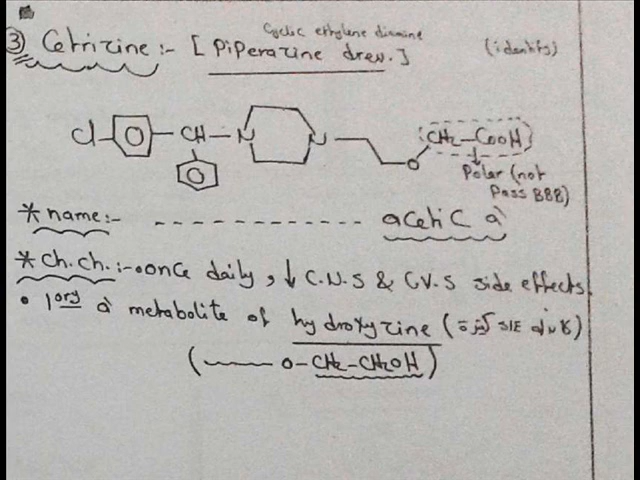 Cyclic ethylene diamine
③ Cetrizine :- [ Piperazine drev. ] (identify)
Cl CH N N O CH₂-COOH
Polar (not
Pass BBB)
* name :- - - - - - - - - - - - - - acetic a
* Ch.Ch. :- • once daily, ↓ C.N.S & C.V.S side effects.
• 1ory a metabolite of hydroxyzine (
( —— O-CH₂-CH₂OH )